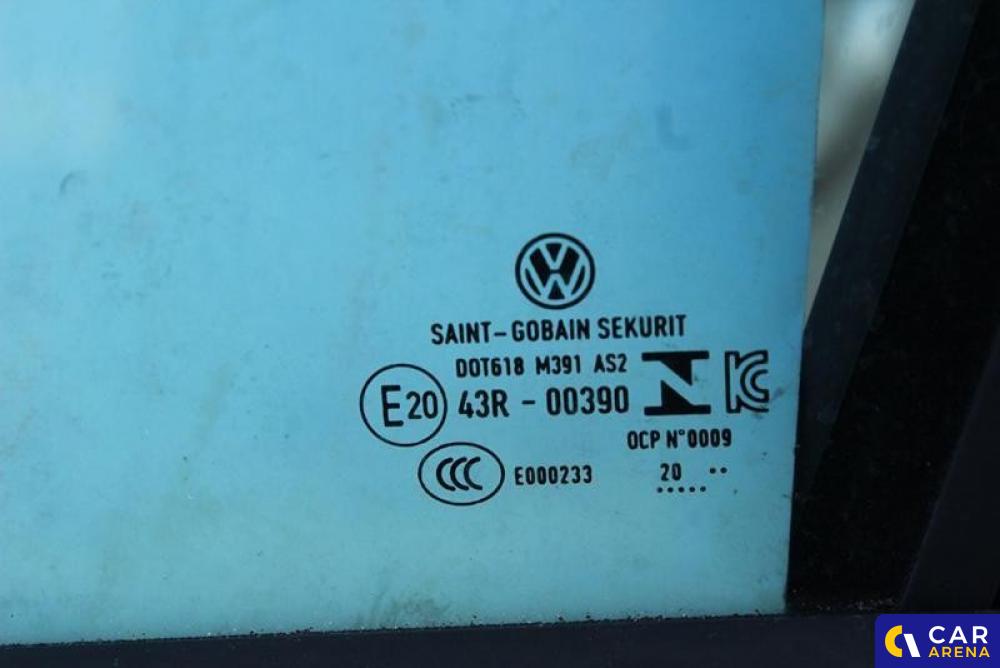 SAINT-GOBAIN SEKURIT
DOT618 M391 AS2
E20 43R - 00390
OCP N°0009
CCC E000233
20
CAR
ARENA